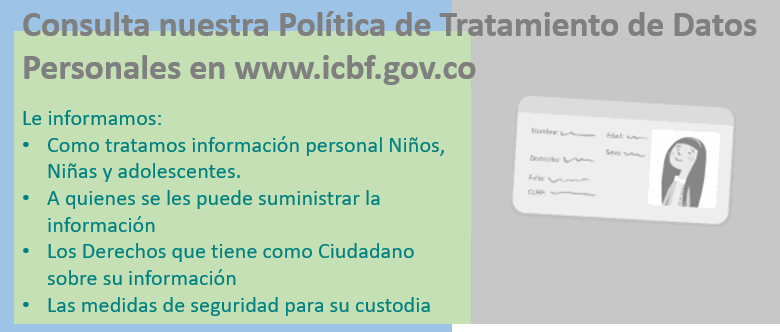 Consulta nuestra Política de Tratamiento de Datos
Personales en www.icbf.gov.co
Le informamos:
• Como tratamos información personal Niños,
Niñas y adolescentes.
• A quienes se les puede suministrar la
información
• Los Derechos que tiene como Ciudadano
sobre su información
• Las medidas de seguridad para su custodia
Nombre:
Edad:
Sexo:
Domicilio:
Folio:
CURP: